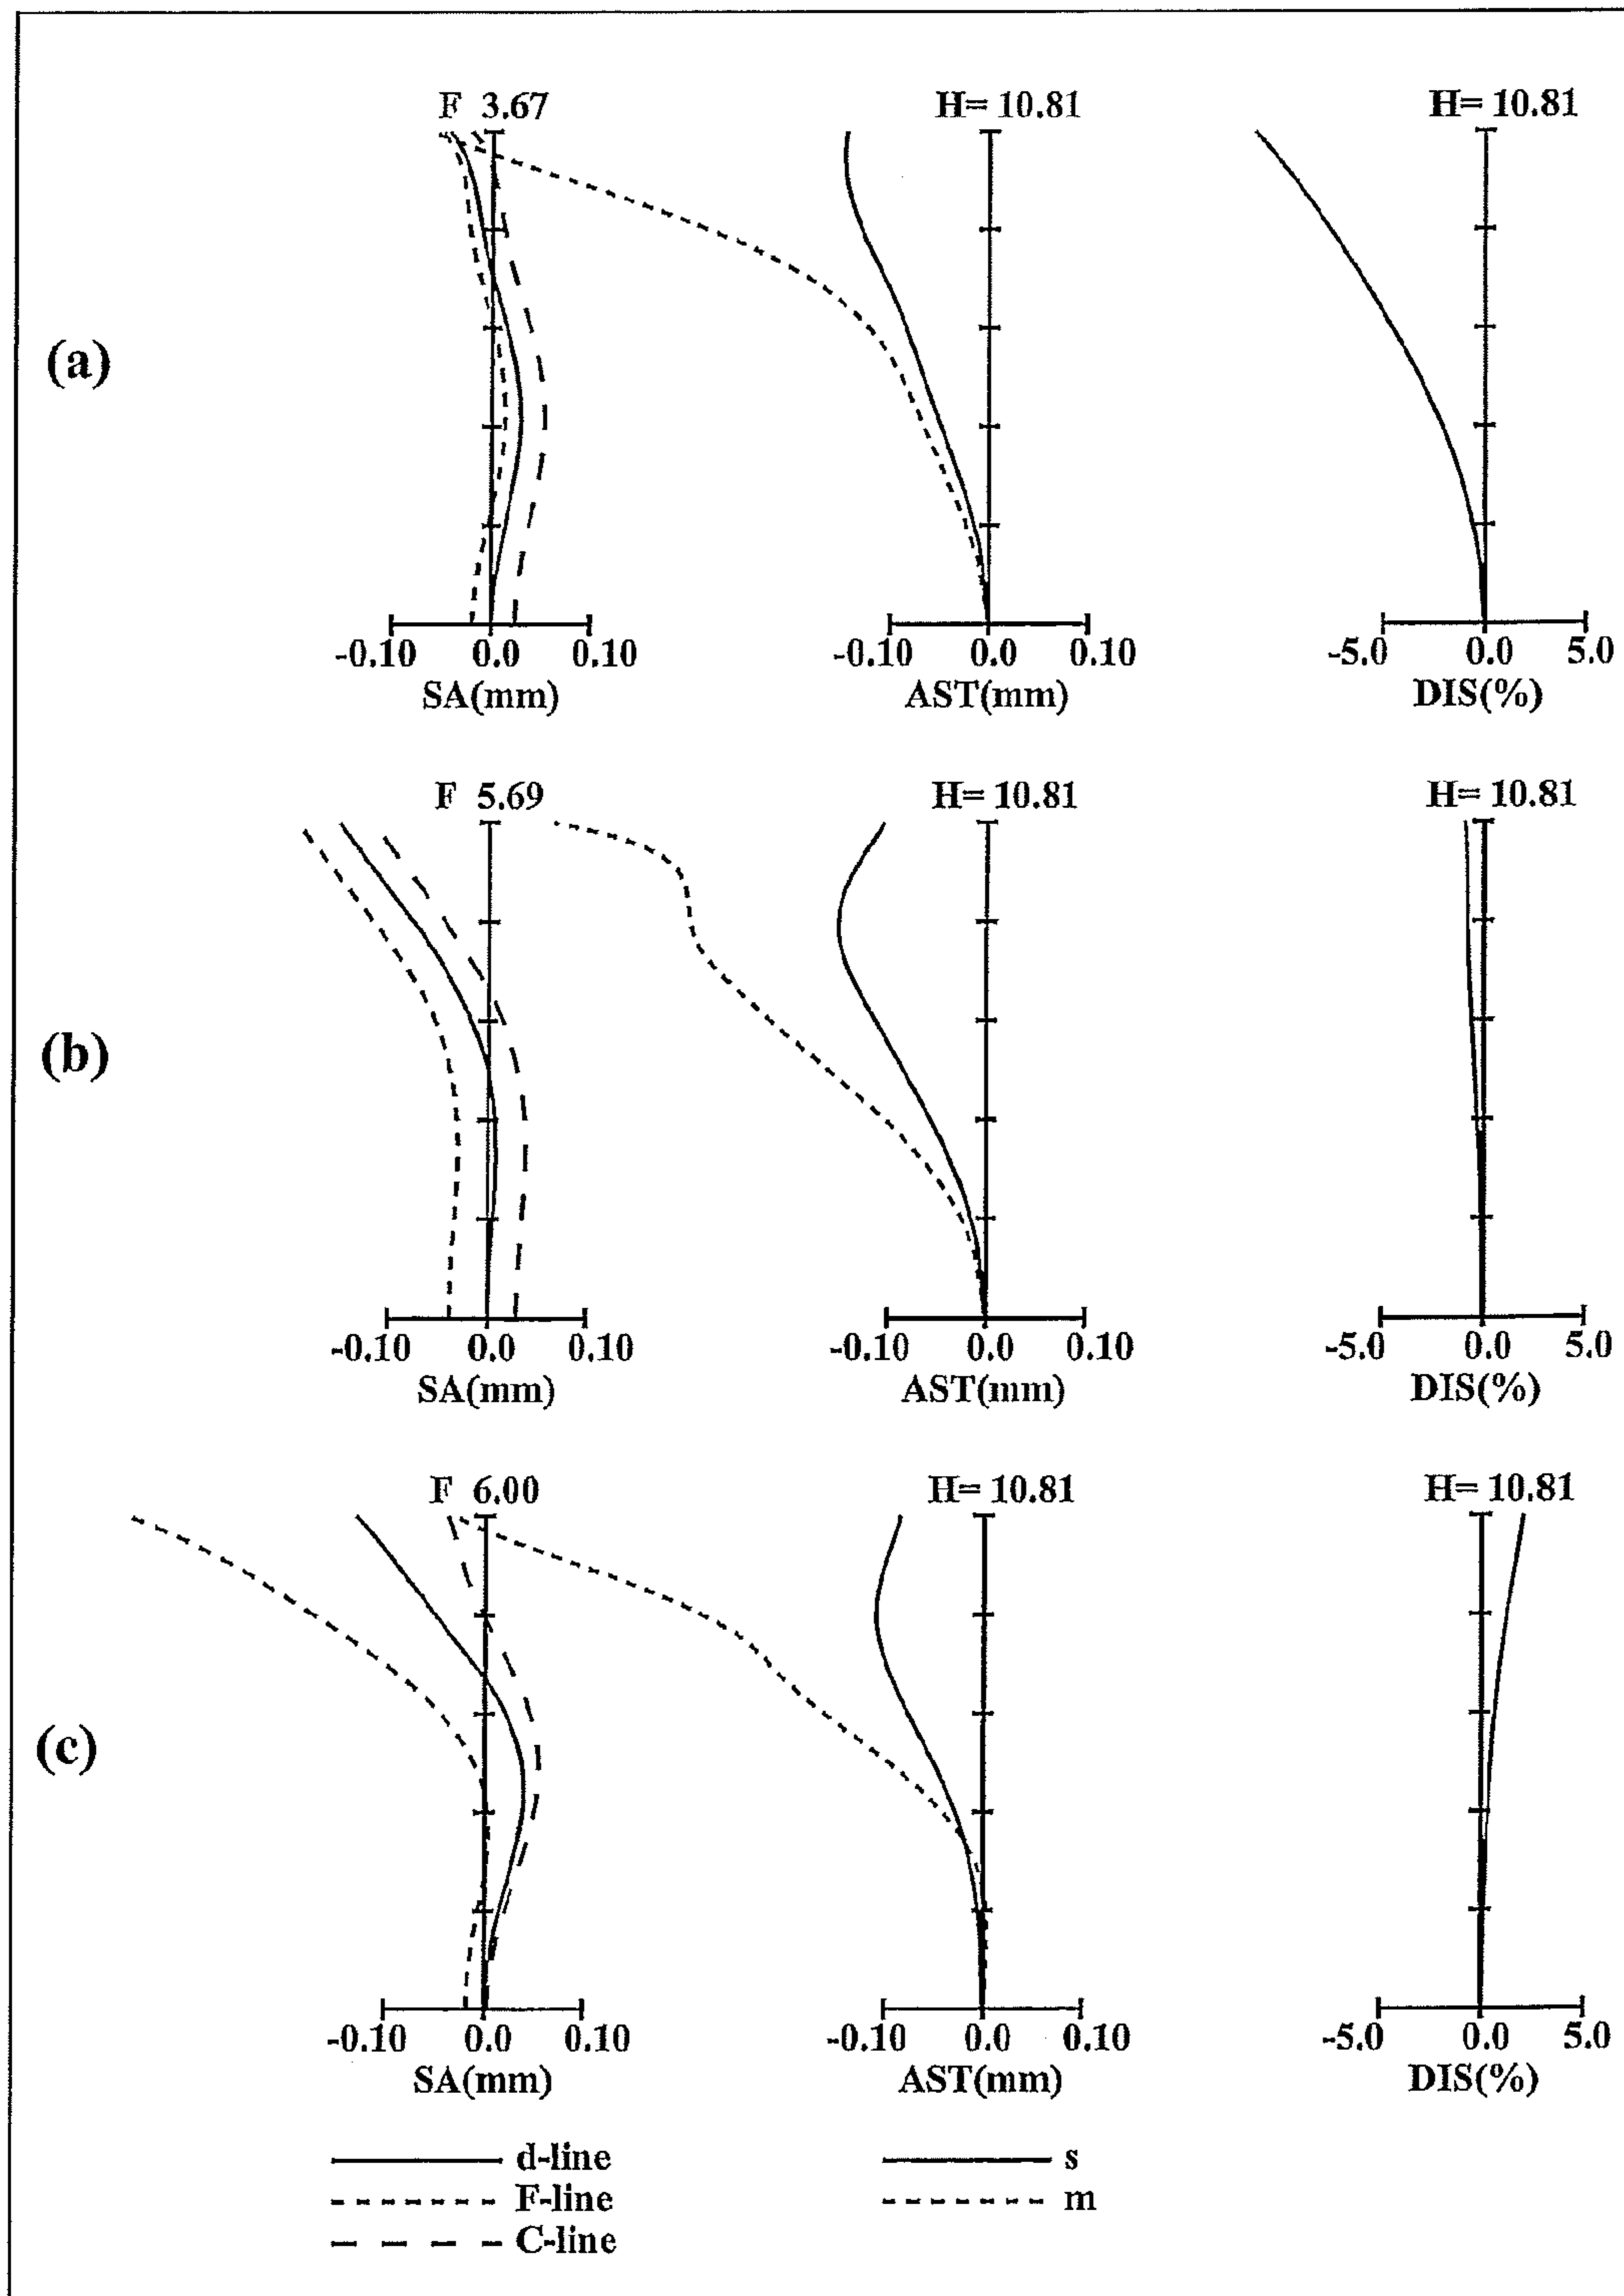 F 3.67 H= 10.81 H= 10.81
(a)
-0.10 0.0 0.10 -0.10 0.0 0.10 -5.0 0.0 5.0
SA(mm) AST(mm) DIS(%)
F 5.69 H= 10.81 H= 10.81
(b)
-0.10 0.0 0.10 -0.10 0.0 0.10 -5.0 0.0 5.0
SA(mm) AST(mm) DIS(%)
F 6.00 H= 10.81 H= 10.81
(c)
-0.10 0.0 0.10 -0.10 0.0 0.10 -5.0 0.0 5.0
SA(mm) AST(mm) DIS(%)
d-line s
F-line m
C-line